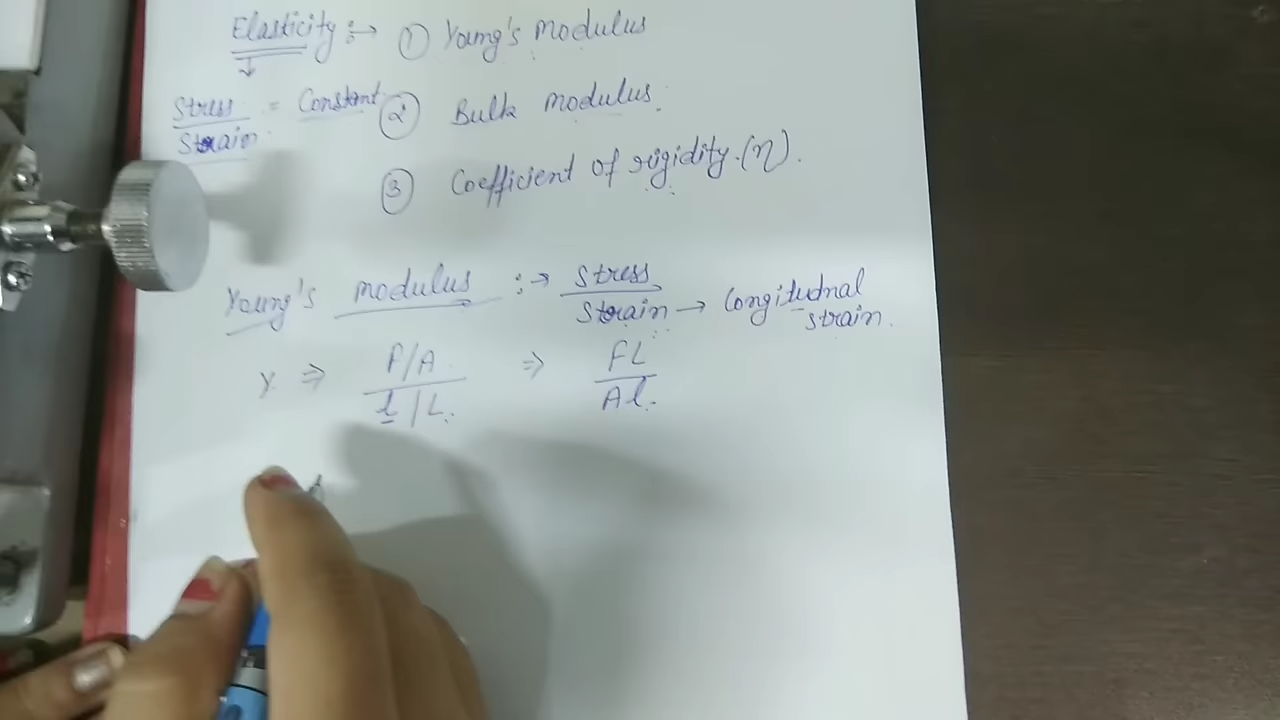 Elasticity :→ ① Young's modulus
↓
Stress / Strain = Constant
② Bulk modulus.
③ Coefficient of rigidity.(η).
Young's modulus :→ Stress / Strain → Longitudnal strain.
Y ⇒ F/A / l/L ⇒ FL / Al.